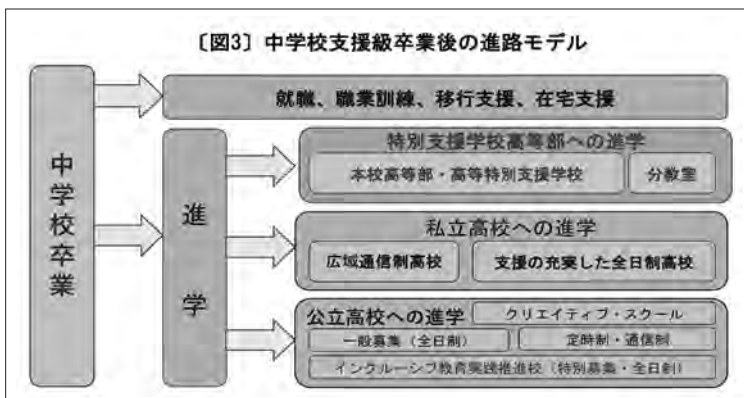 〔図3〕中学校支援級卒業後の進路モデル
就職、職業訓練、移行支援、在宅支援
中学校卒業
進学
特別支援学校高等部への進学
本校高等部・高等特別支援学校
分教室
私立高校への進学
広域通信制高校
支援の充実した全日制高校
公立高校への進学
クリエイティブ・スクール
一般募集(全日制)
定時制・通信制
インクルーシブ教育実践推進校(特別募集・全日制)